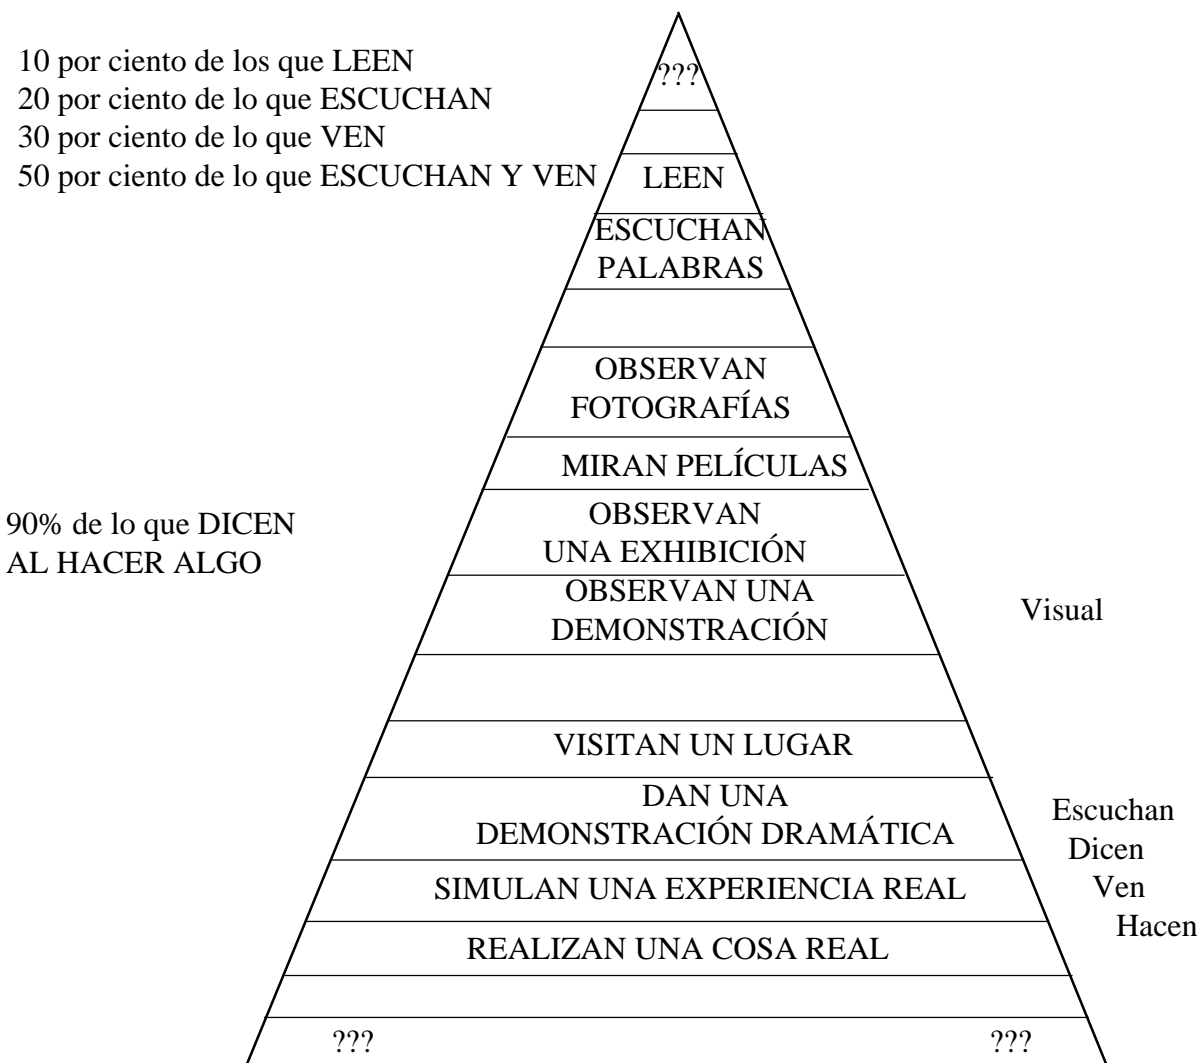 10 por ciento de los que LEEN
20 por ciento de lo que ESCUCHAN
30 por ciento de lo que VEN
50 por ciento de lo que ESCUCHAN Y VEN
???
LEEN
ESCUCHAN
PALABRAS
OBSERVAN
FOTOGRAFÍAS
MIRAN PELÍCULAS
90% de lo que DICEN
AL HACER ALGO
OBSERVAN
UNA EXHIBICIÓN
OBSERVAN UNA
DEMONSTRACIÓN
Visual
VISITAN UN LUGAR
DAN UNA
DEMONSTRACIÓN DRAMÁTICA
SIMULAN UNA EXPERIENCIA REAL
REALIZAN UNA COSA REAL
Escuchan
Dicen
Ven
Hacen
??? ???